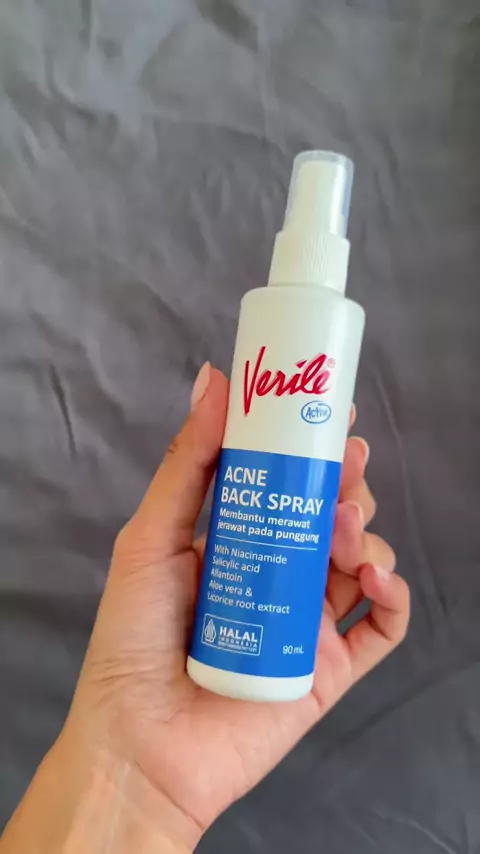 Verile®
Active
ACNE
BACK SPRAY
Membantu merawat
jerawat pada punggung
With Niacinamide
Salicylic acid
Allantoin
Aloe vera &
Licorice root extract
HALAL
INDONESIA
90 mL